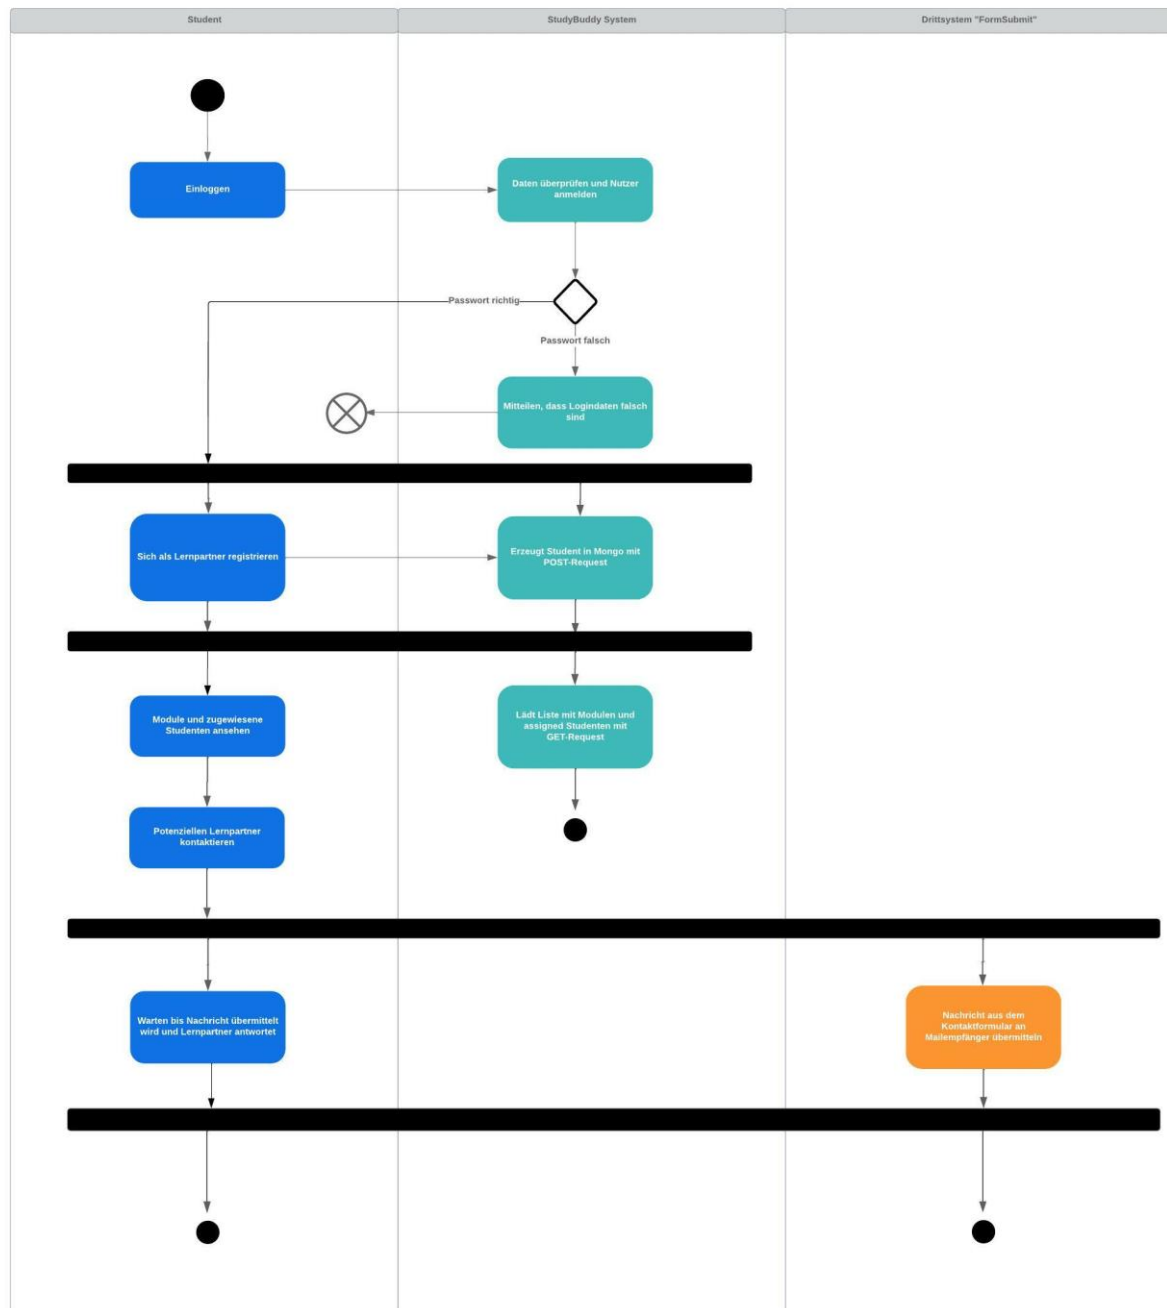 Student
StudyBuddy System
Drittsystem "FormSubmit"
Einloggen
Daten überprüfen und Nutzer
anmelden
Passwort richtig
Passwort falsch
Mitteilen, dass Logindaten falsch
sind
Sich als Lernpartner registrieren
Erzeugt Student in Mongo mit
POST-Request
Module und zugewiesene
Studenten ansehen
Lädt Liste mit Modulen und
assigned Studenten mit
GET-Request
Potenziellen Lernpartner
kontaktieren
Warten bis Nachricht übermittelt
wird und Lernpartner antwortet
Nachricht aus dem
Kontaktformular an
Mailempfänger übermitteln